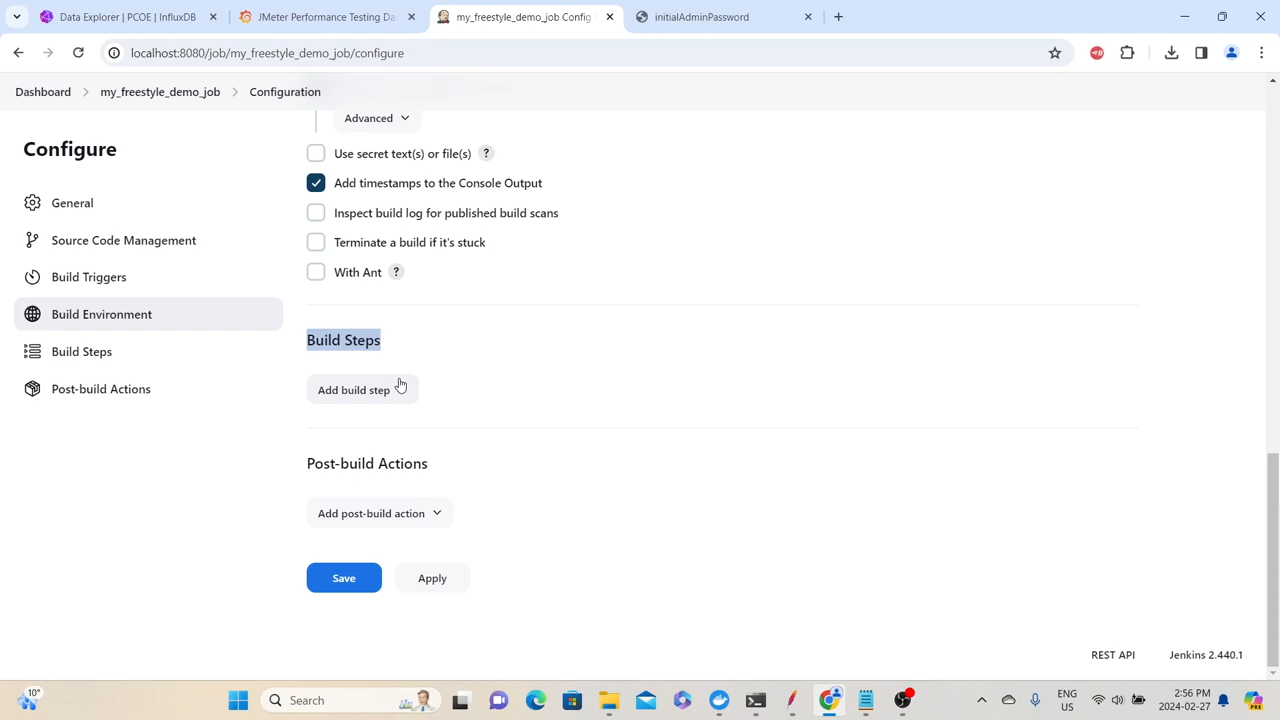 Data Explorer | PCOE | InfluxDB
JMeter Performance Testing Da
my_freestyle_demo_job Config
initialAdminPassword
localhost:8080/job/my_freestyle_demo_job/configure
Dashboard
my_freestyle_demo_job
Configuration
Advanced
Configure
Use secret text(s) or file(s) ?
Add timestamps to the Console Output
General
Inspect build log for published build scans
Source Code Management
Terminate a build if it's stuck
Build Triggers
With Ant ?
Build Environment
Build Steps
Build Steps
Add build step
Post-build Actions
Post-build Actions
Add post-build action
Save
Apply
REST API
Jenkins 2.440.1
10°
Search
ENG
US
2:56 PM
2024-02-27
PRE